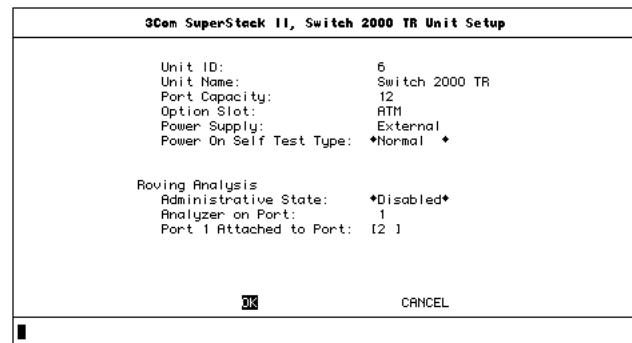 3Com SuperStack II, Switch 2000 TR Unit Setup
Unit ID: 6
Unit Name: Switch 2000 TR
Port Capacity: 12
Option Slot: ATM
Power Supply: External
Power On Self Test Type: ◆Normal ◆
Roving Analysis
Administrative State: ◆Disabled◆
Analyzer on Port: 1
Port 1 Attached to Port: [2 ]
OK CANCEL